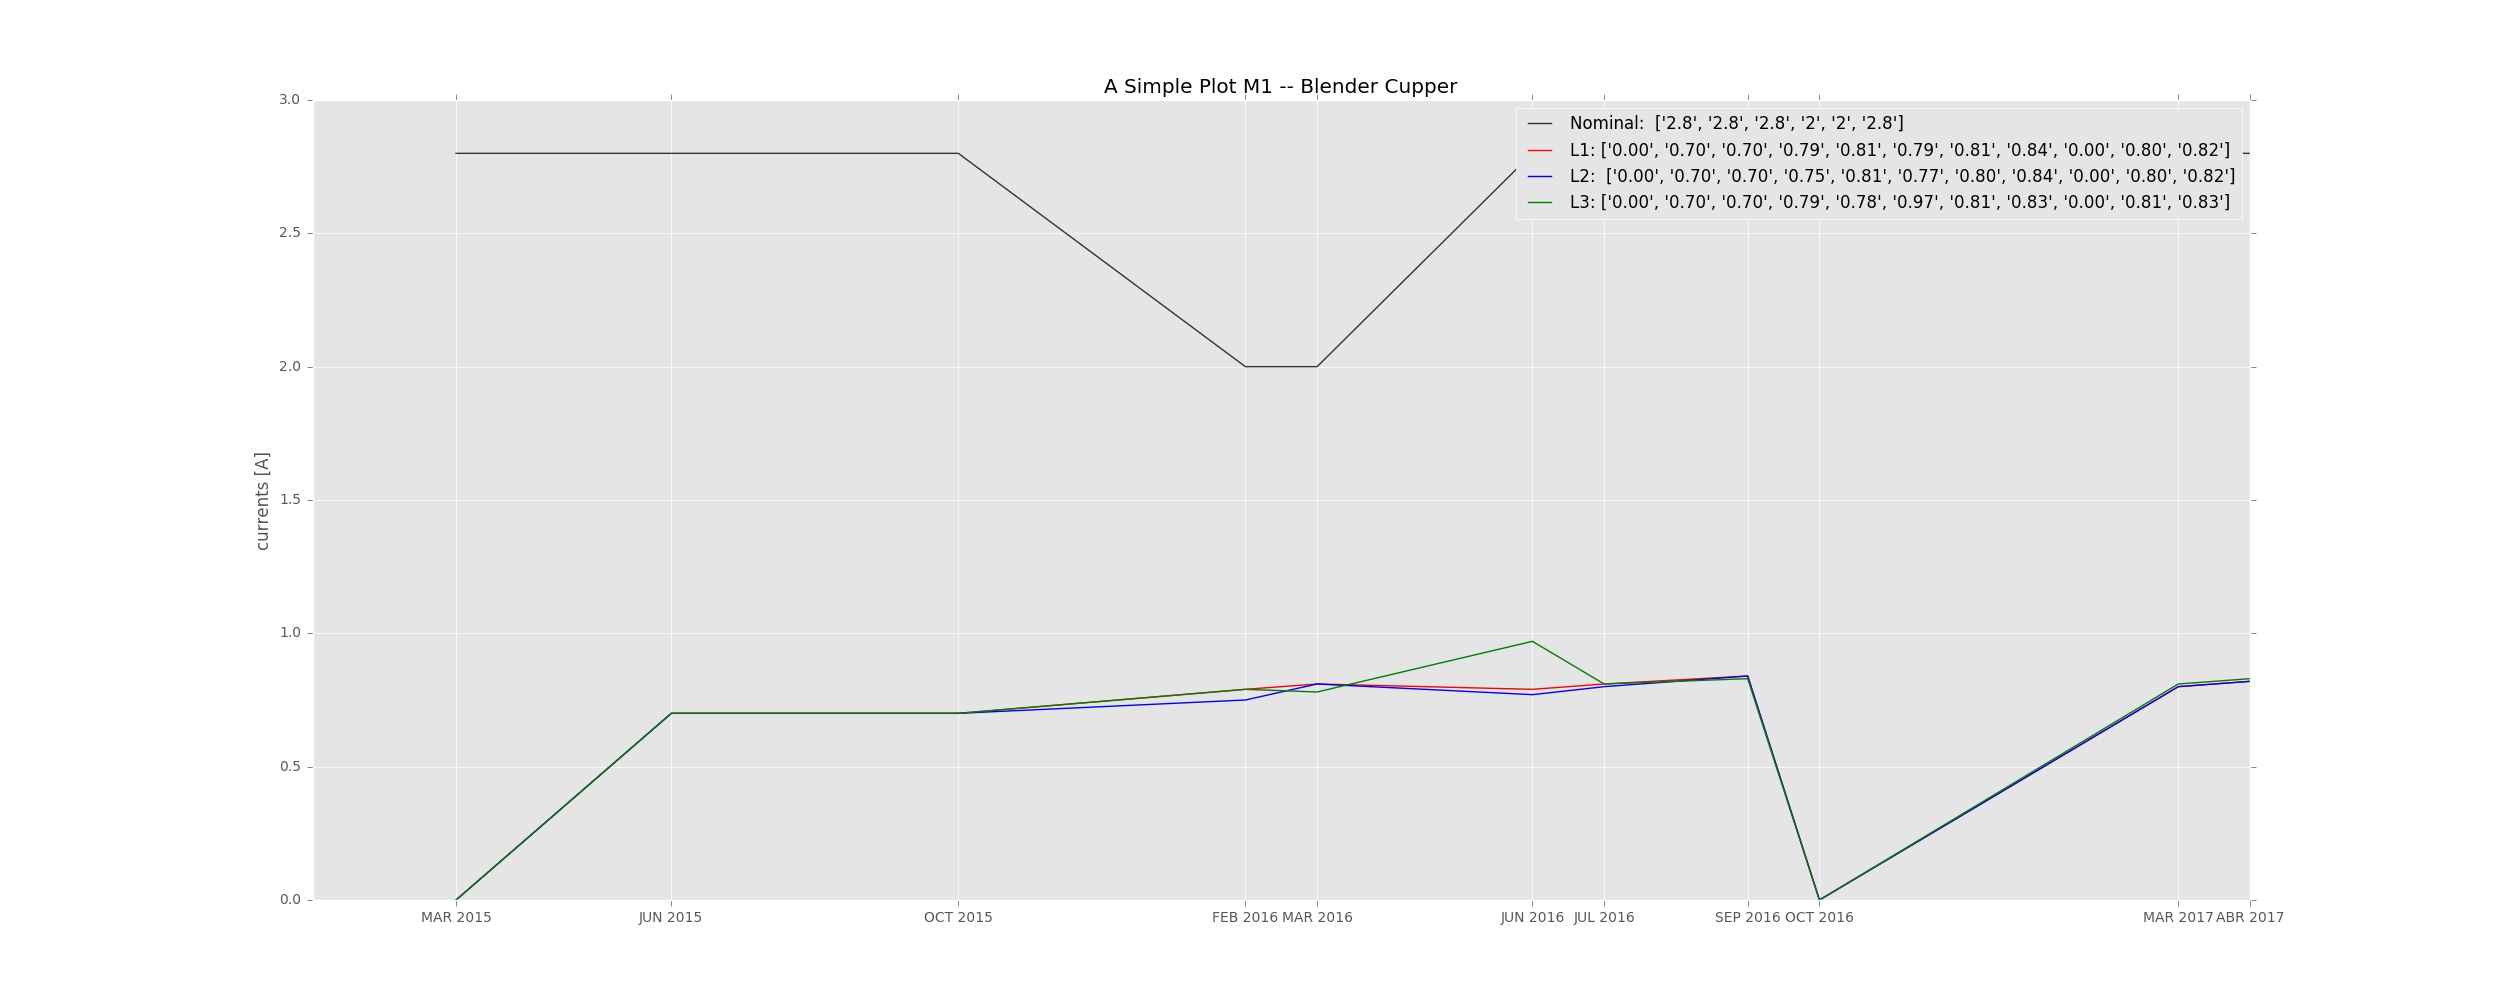 A Simple Plot M1 -- Blender Cupper
3.0
2.5
2.0
1.5
1.0
0.5
0.0
currents [A]
Nominal:  ['2.8', '2.8', '2.8', '2', '2', '2.8']
L1: ['0.00', '0.70', '0.70', '0.79', '0.81', '0.79', '0.81', '0.84', '0.00', '0.80', '0.82']
L2:  ['0.00', '0.70', '0.70', '0.75', '0.81', '0.77', '0.80', '0.84', '0.00', '0.80', '0.82']
L3: ['0.00', '0.70', '0.70', '0.79', '0.78', '0.97', '0.81', '0.83', '0.00', '0.81', '0.83']
MAR 2015 JUN 2015 OCT 2015 FEB 2016 MAR 2016 JUN 2016 JUL 2016 SEP 2016 OCT 2016 MAR 2017 ABR 2017